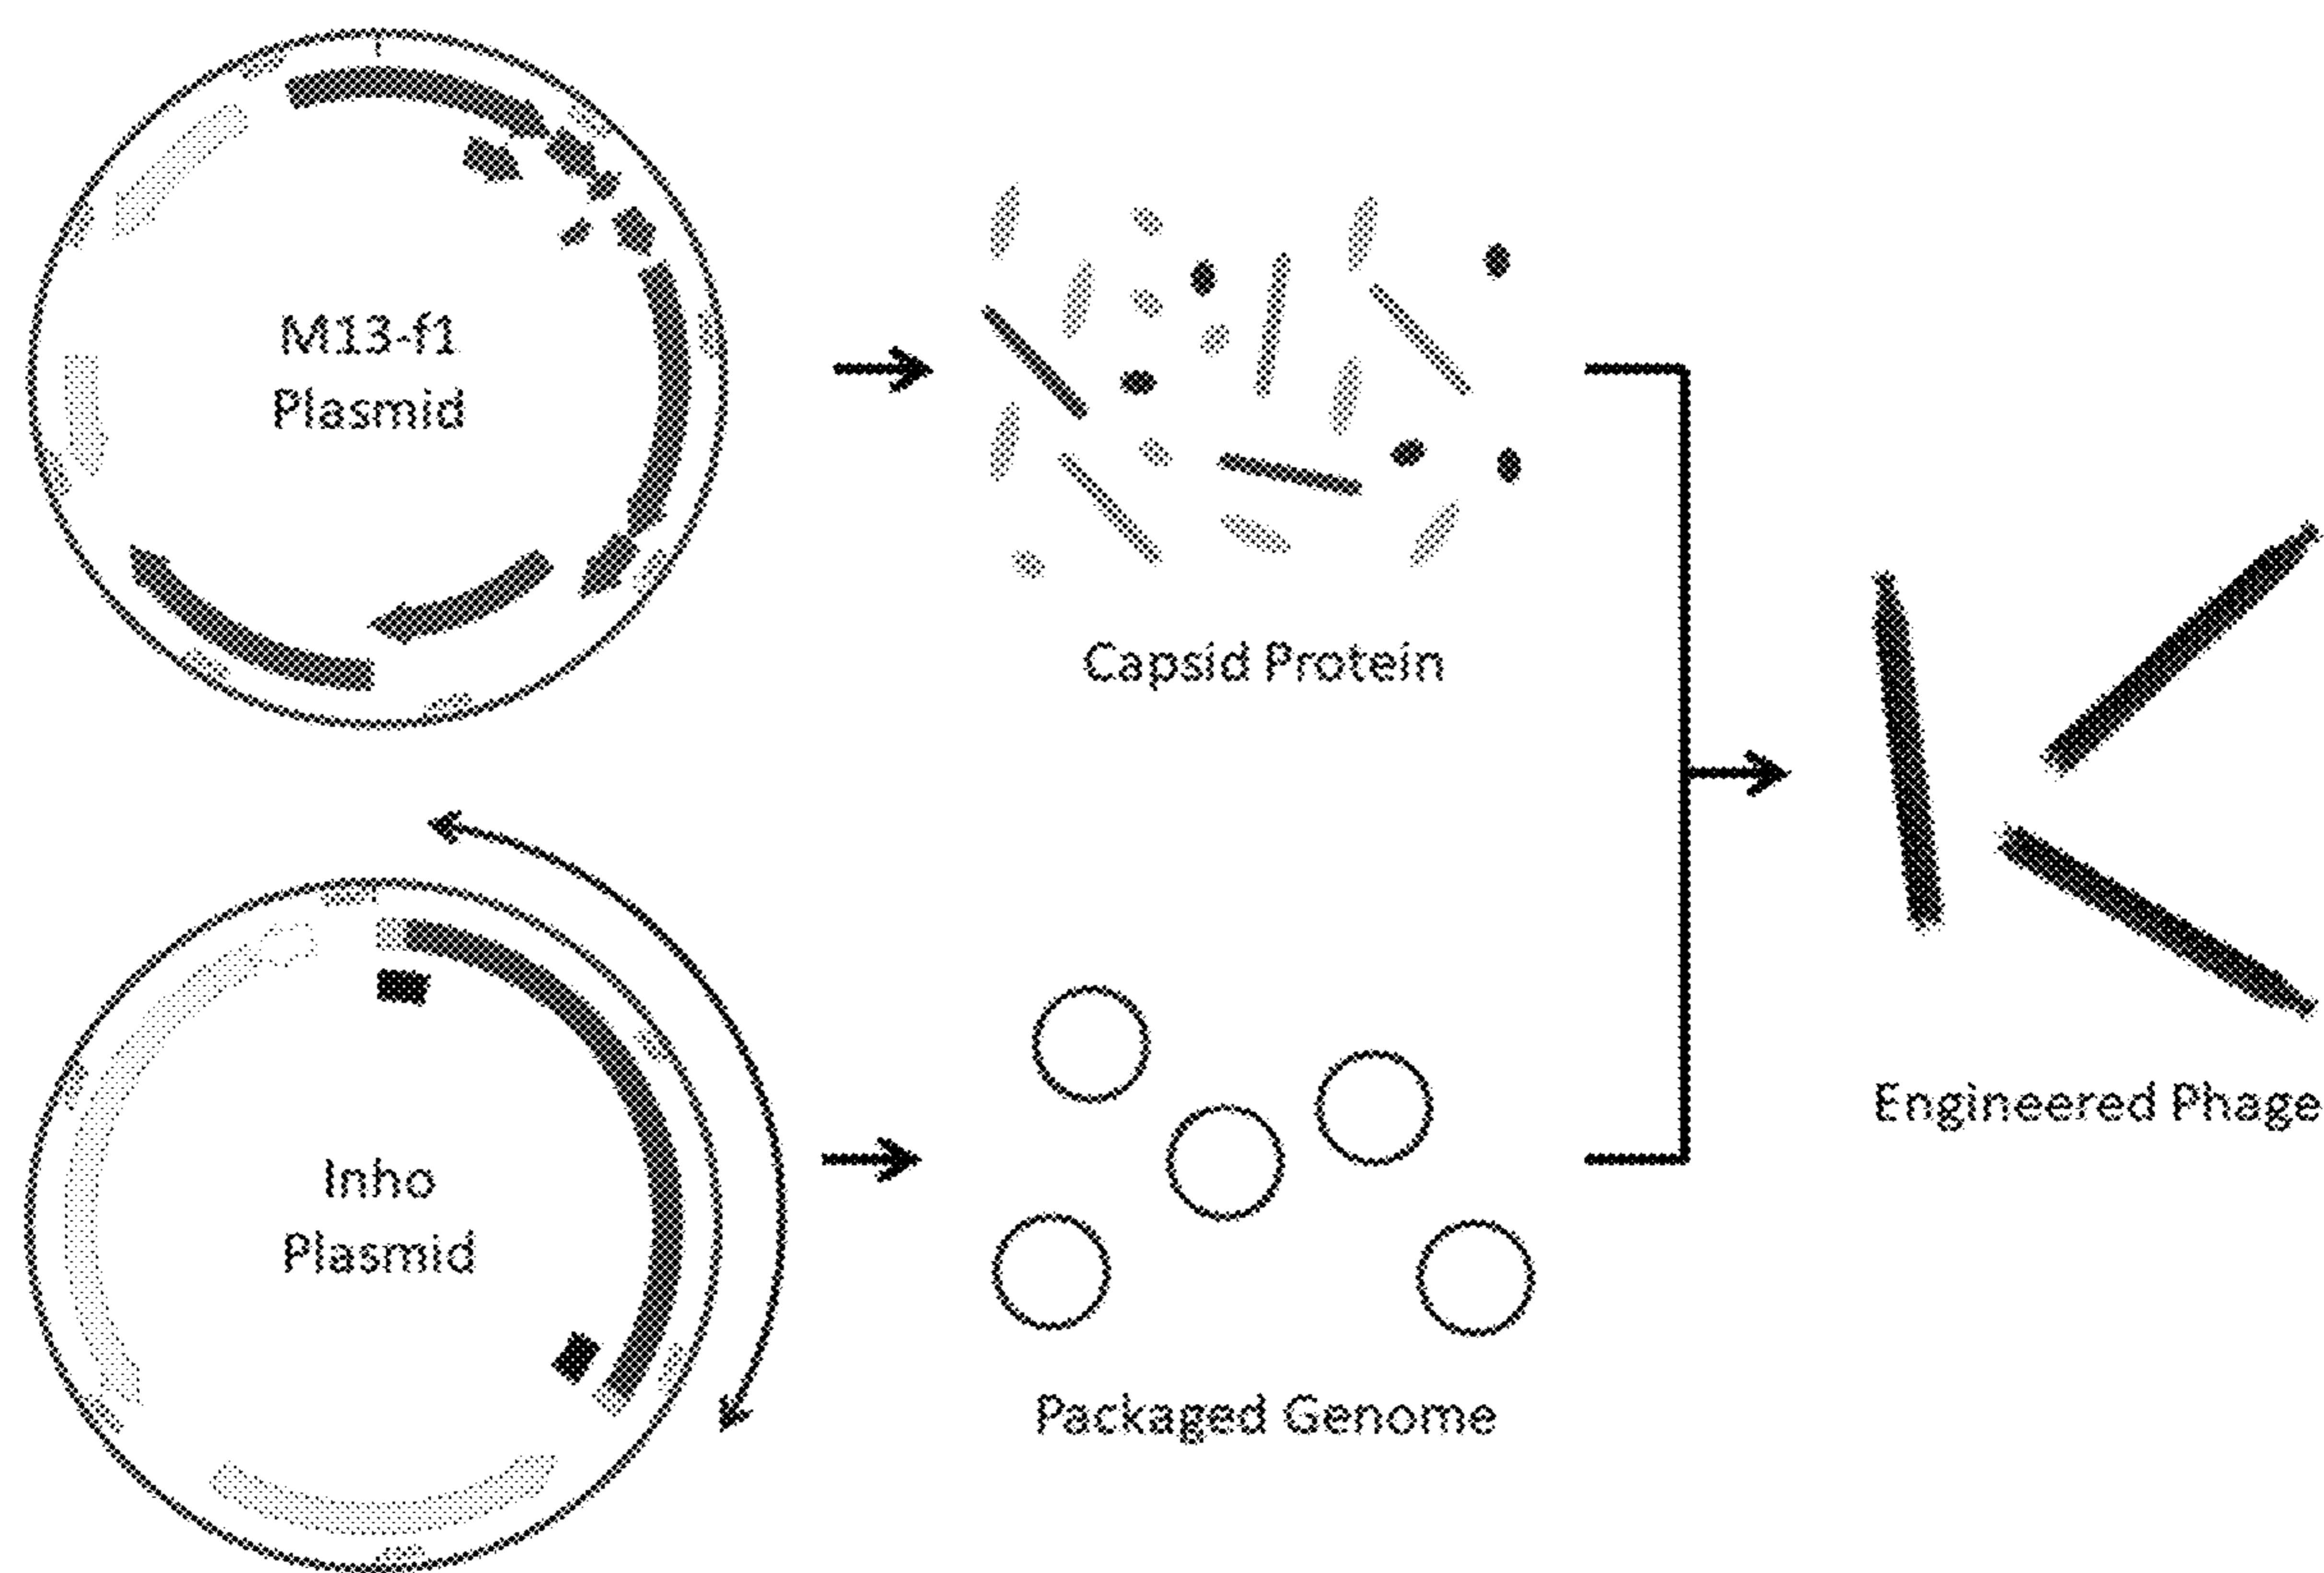 M13-f1
Plasmid
Capsid Protein
Engineered Phage
Inho
Plasmid
Packaged Genome